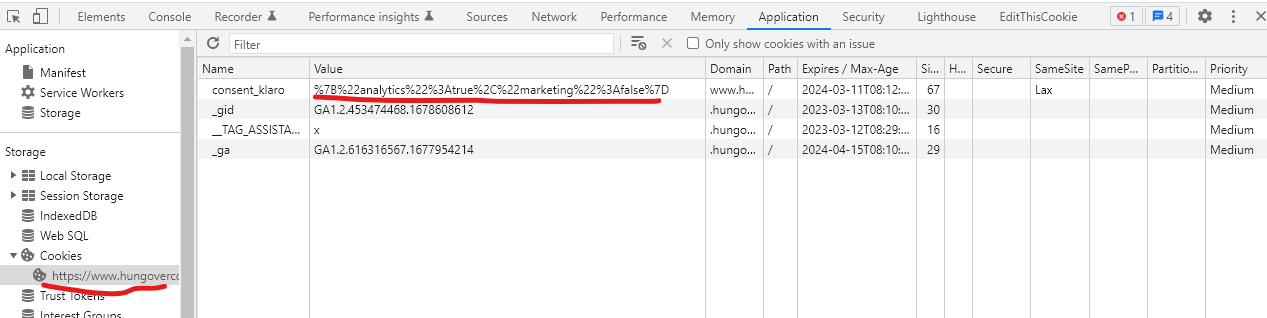 Elements Console Recorder Performance insights Sources Network Performance Memory Application Security Lighthouse EditThisCookie 1 4
Application
Manifest
Service Workers
Storage
Storage
Local Storage
Session Storage
IndexedDB
Web SQL
Cookies
https://www.hungoverco
Trust Tokens
Interest Groups
Filter Only show cookies with an issue
Name Value Domain Path Expires / Max-Age Si... H... Secure SameSite SameP... Partitio... Priority
consent_klaro %7B%22analytics%22%3Atrue%2C%22marketing%22%3Afalse%7D www.h... / 2024-03-11T08:12:... 67 Lax Medium
_gid GA1.2.453474468.1678608612 .hungo... / 2023-03-13T08:10:... 30 Medium
__TAG_ASSISTA... x .hungo... / 2023-03-12T08:29:... 16 Medium
_ga GA1.2.616316567.1677954214 .hungo... / 2024-04-15T08:10:... 29 Medium